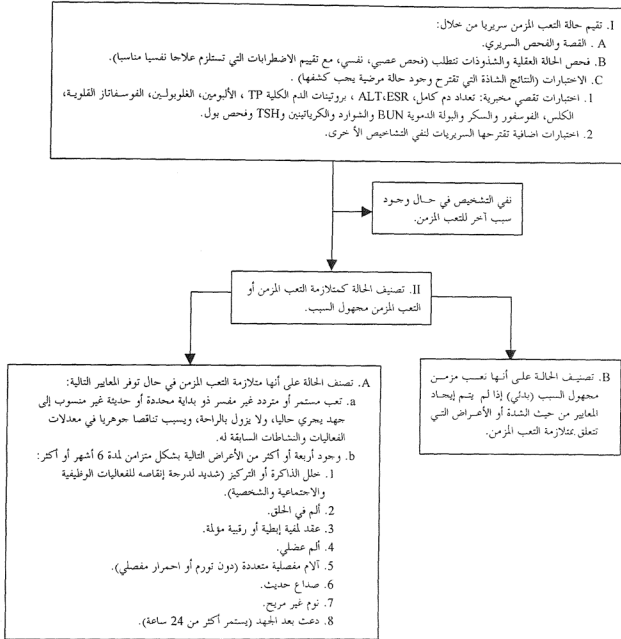 I. تقيم حالة التعب المزمن سريريا من خلال:
A . القصة والفحص السريري.
B. فحص الحالة العقلية والشذوذات تتطلب (فحص عصبي، نفسي، مع تقييم الاضطرابات التي تستلزم علاجا نفسيا مناسبا).
C. الاختبارات (النتائج الشاذة التي تقترح وجود حالة مرضية يجب كشفها) .
1. اختبارات تقصي مخبرية: تعداد دم كامل، ALT،ESR ، بروتينات الدم الكلية TP ، الألبومين، الغلوبولين، الفوسفاتاز القلوية،
الكلس، الفوسفور والسكر والبولة الدموية BUN والشوارد والكرياتينين وTSH وفحص بول.
2. اختبارات اضافية تقترحها السريريات لنفي التشاخيص الأ خرى.
نفي التشخيص في حال وجود
سبب آخر للتعب المزمن.
II. تصنيف الحالة كمتلازمة التعب المزمن أو
التعب المزمن مجهول السبب.
A. تصنف الحالة على أنها متلازمة التعب المزمن في حال توفر المعايير التالية:
a. تعب مستمر أو متردد غير مفسر ذو بداية محددة أو حديثة غير منسوب إلى
جهد يجري حاليا، ولا يزول بالراحة، ويسبب تناقصا جوهريا في معدلات
الفعاليات والنشاطات السابقة له.
b. وجود أربعة أو أكثر من الأعراض التالية بشكل متزامن لمدة 6 أشهر أو أكثر:
1. خلل الذاكرة أو التركيز (شديد لدرجة إنقاصه للفعاليات الوظيفية
والاجتماعية والشخصية).
2. ألم في الحلق.
3. عقد لمفية إبطية أو رقبية مؤلمة.
4. ألم عضلي.
5. آلام مفصلية متعددة (دون تورم أو احمرار مفصلي).
6. صداع حديث.
7. نوم غير مريح.
8. دعث بعد الجهد (يستمر أكثر من 24 ساعة).
B. تصنيف الحالة على أنها تعب مزمن
مجهول السبب (بدئي) إذا لم يتم إيجاد
المعايير من حيث الشدة أو الأعراض التي
تتعلق بمتلازمة التعب المزمن.